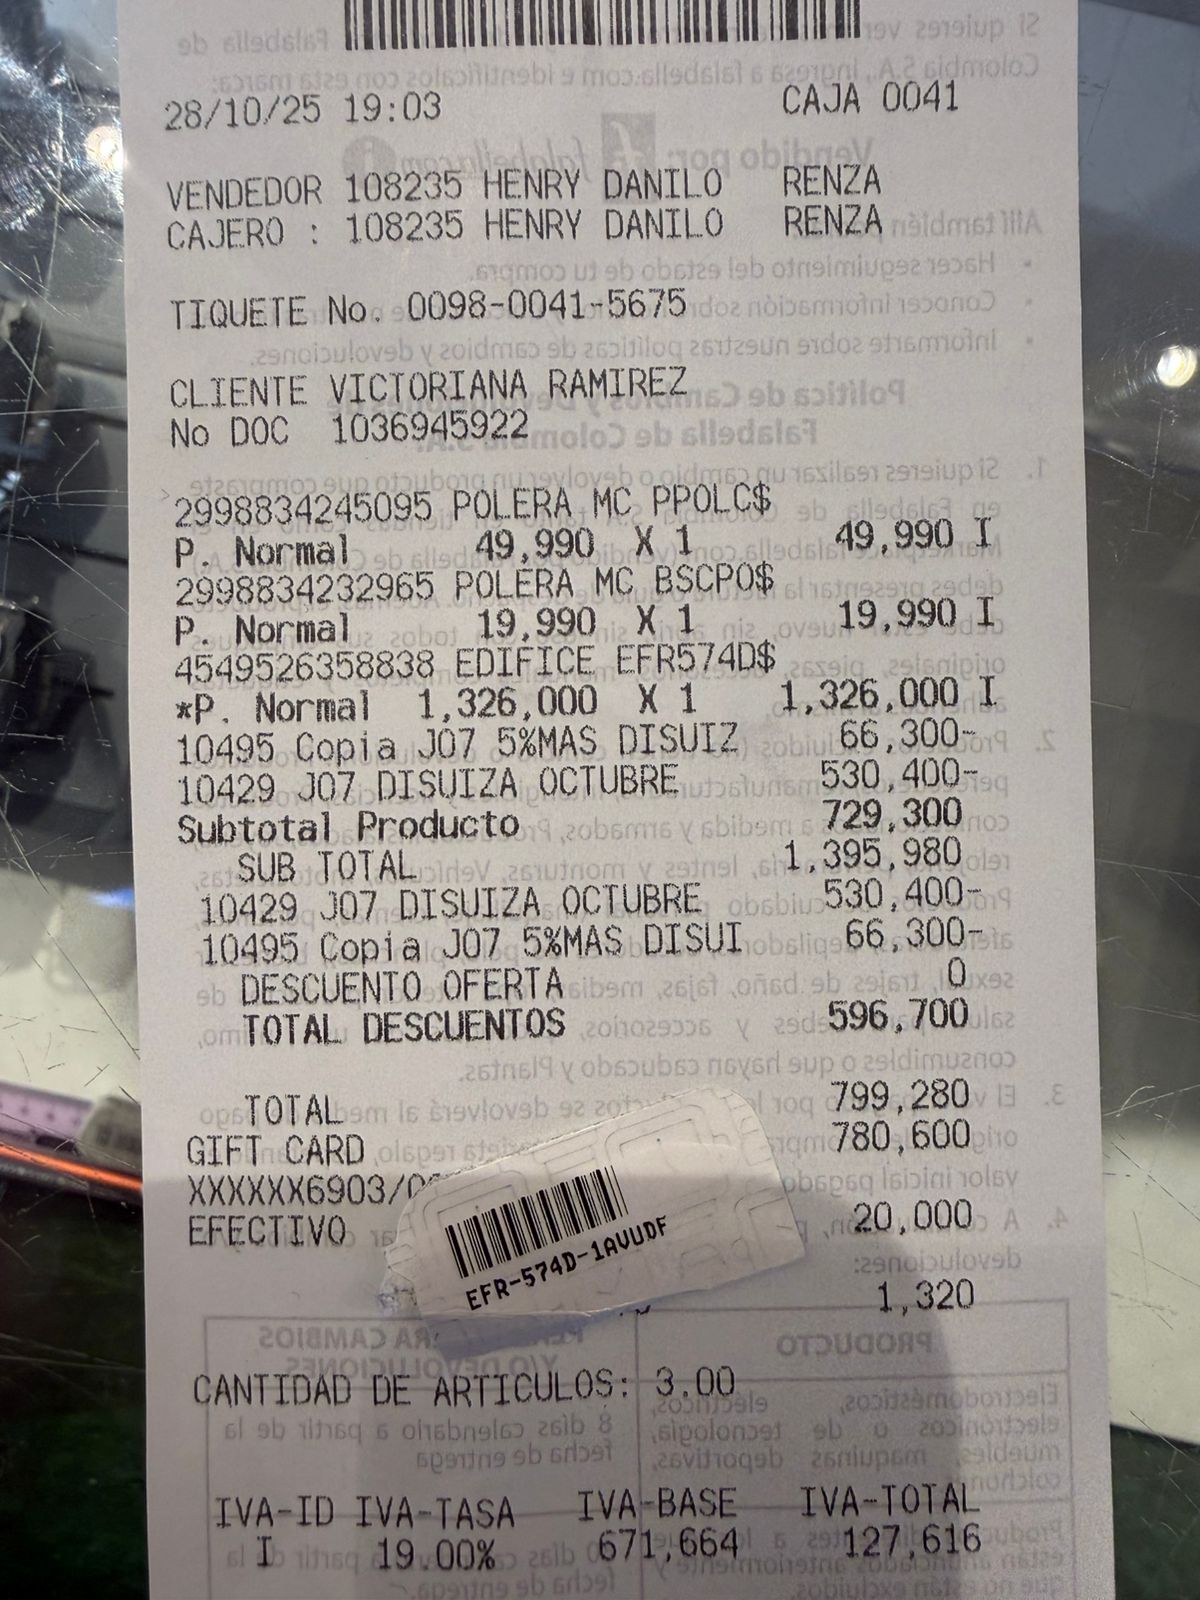 28/10/25 19:03 CAJA 0041
VENDEDOR 108235 HENRY DANILO RENZA
CAJERO : 108235 HENRY DANILO RENZA
TIQUETE No. 0098-0041-5675
CLIENTE VICTORIANA RAMIREZ
No DOC 1036945922
2998834245095 POLERA MC PPOLC$
P. Normal 49,990 X 1 49,990 I
2998834232965 POLERA MC BSCPO$
P. Normal 19,990 X 1 19,990 I
4549526358838 EDIFICE EFR574D$
*P. Normal 1,326,000 X 1 1,326,000 I
10495 Copia J07 5%MAS DISUIZ 66,300-
10429 J07 DISUIZA OCTUBRE 530,400-
Subtotal Producto 729,300
SUB TOTAL 1,395,980
10429 J07 DISUIZA OCTUBRE 530,400-
10495 Copia J07 5%MAS DISUI 66,300-
DESCUENTO OFERTA 0
TOTAL DESCUENTOS 596,700
TOTAL 799,280
GIFT CARD 780,600
XXXXXX6903/
EFECTIVO 20,000
EFR-574D-1AVUDF
1,320
CANTIDAD DE ARTICULOS: 3.00
IVA-ID IVA-TASA IVA-BASE IVA-TOTAL
I 19.00% 671,664 127,616